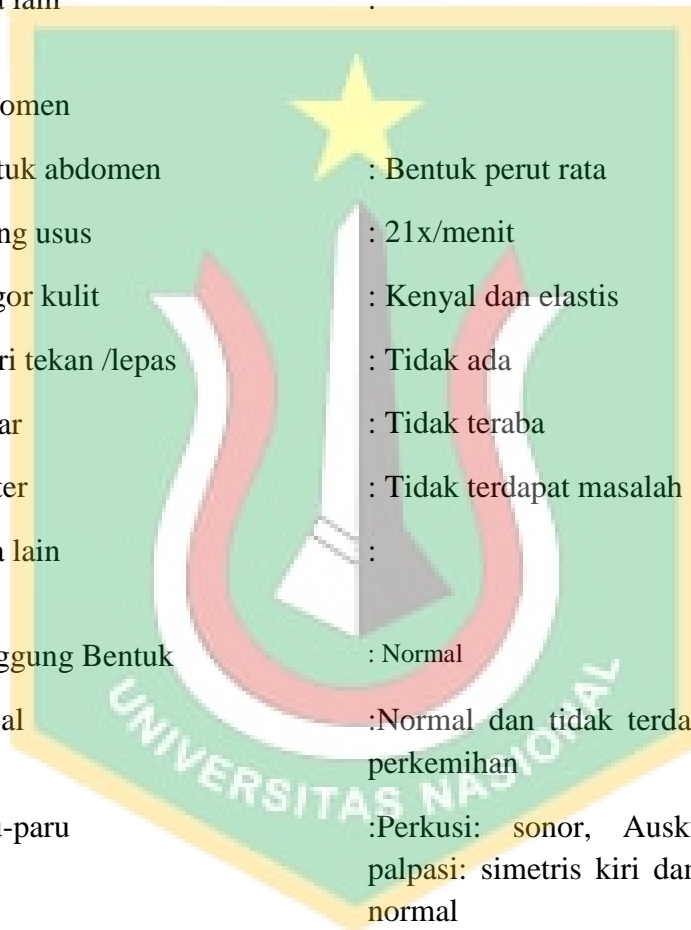 :
omen
tuk abdomen : Bentuk perut rata
ng usus : 21x/menit
gor kulit : Kenyal dan elastis
ri tekan /lepas : Tidak ada
ar : Tidak teraba
ter : Tidak terdapat masalah
a lain :
ggung Bentuk : Normal
al :Normal dan tidak terda
perkemihan
u-paru :Perkusi: sonor, Ausk
palpasi: simetris kiri dan
normal
UNIVERSITAS NASIONAL